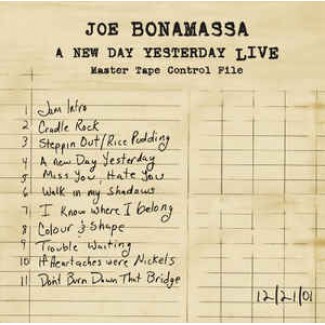 JOE BONAMASSA
A NEW DAY YESTERDAY LIVE
Master Tape Control File
1 Jam Intro
2 Cradle Rock
3 Steppin Out/Rice Pudding
4 A new Day Yesterday
5 Miss You, Hate You
6 Walk in my Shadows
7 I Know Where I belong
8 Colour & Shape
9 Trouble Waiting
10 If Heartaches were Nickels
11 Don't Burn Down That Bridge
12/21/01